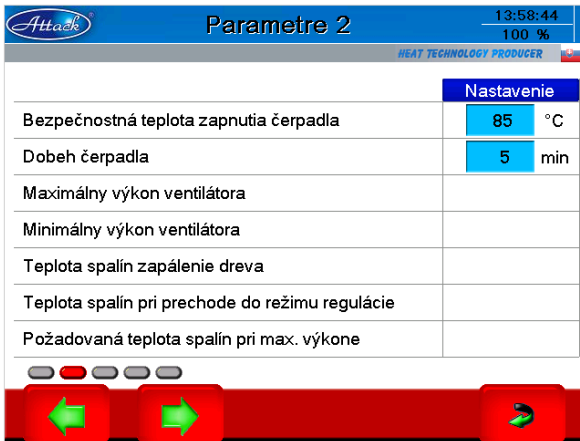 Attack
Parametre 2
13:58:44
100 %
HEAT TECHNOLOGY PRODUCER
Nastavenie
Bezpečnostná teplota zapnutia čerpadla 85 °C
Dobeh čerpadla 5 min
Maximálny výkon ventilátora
Minimálny výkon ventilátora
Teplota spalín zapálenie dreva
Teplota spalín pri prechode do režimu regulácie
Požadovaná teplota spalín pri max. výkone